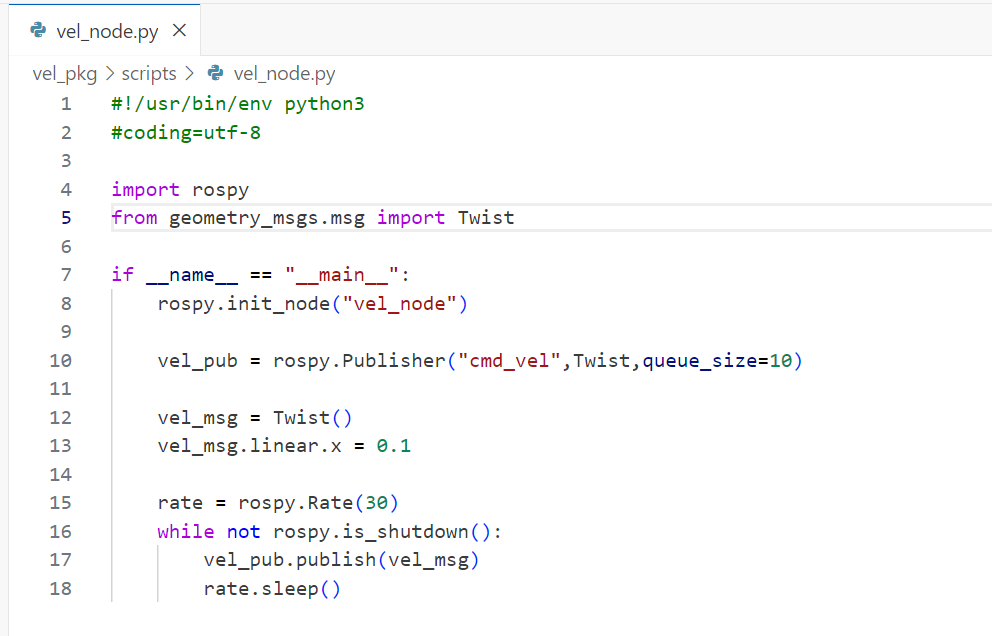 vel_node.py ×
vel_pkg > scripts > vel_node.py
1 #!/usr/bin/env python3
2 #coding=utf-8
3
4 import rospy
5 from geometry_msgs.msg import Twist
6
7 if __name__ == "__main__":
8     rospy.init_node("vel_node")
9
10     vel_pub = rospy.Publisher("cmd_vel",Twist,queue_size=10)
11
12     vel_msg = Twist()
13     vel_msg.linear.x = 0.1
14
15     rate = rospy.Rate(30)
16     while not rospy.is_shutdown():
17         vel_pub.publish(vel_msg)
18         rate.sleep()